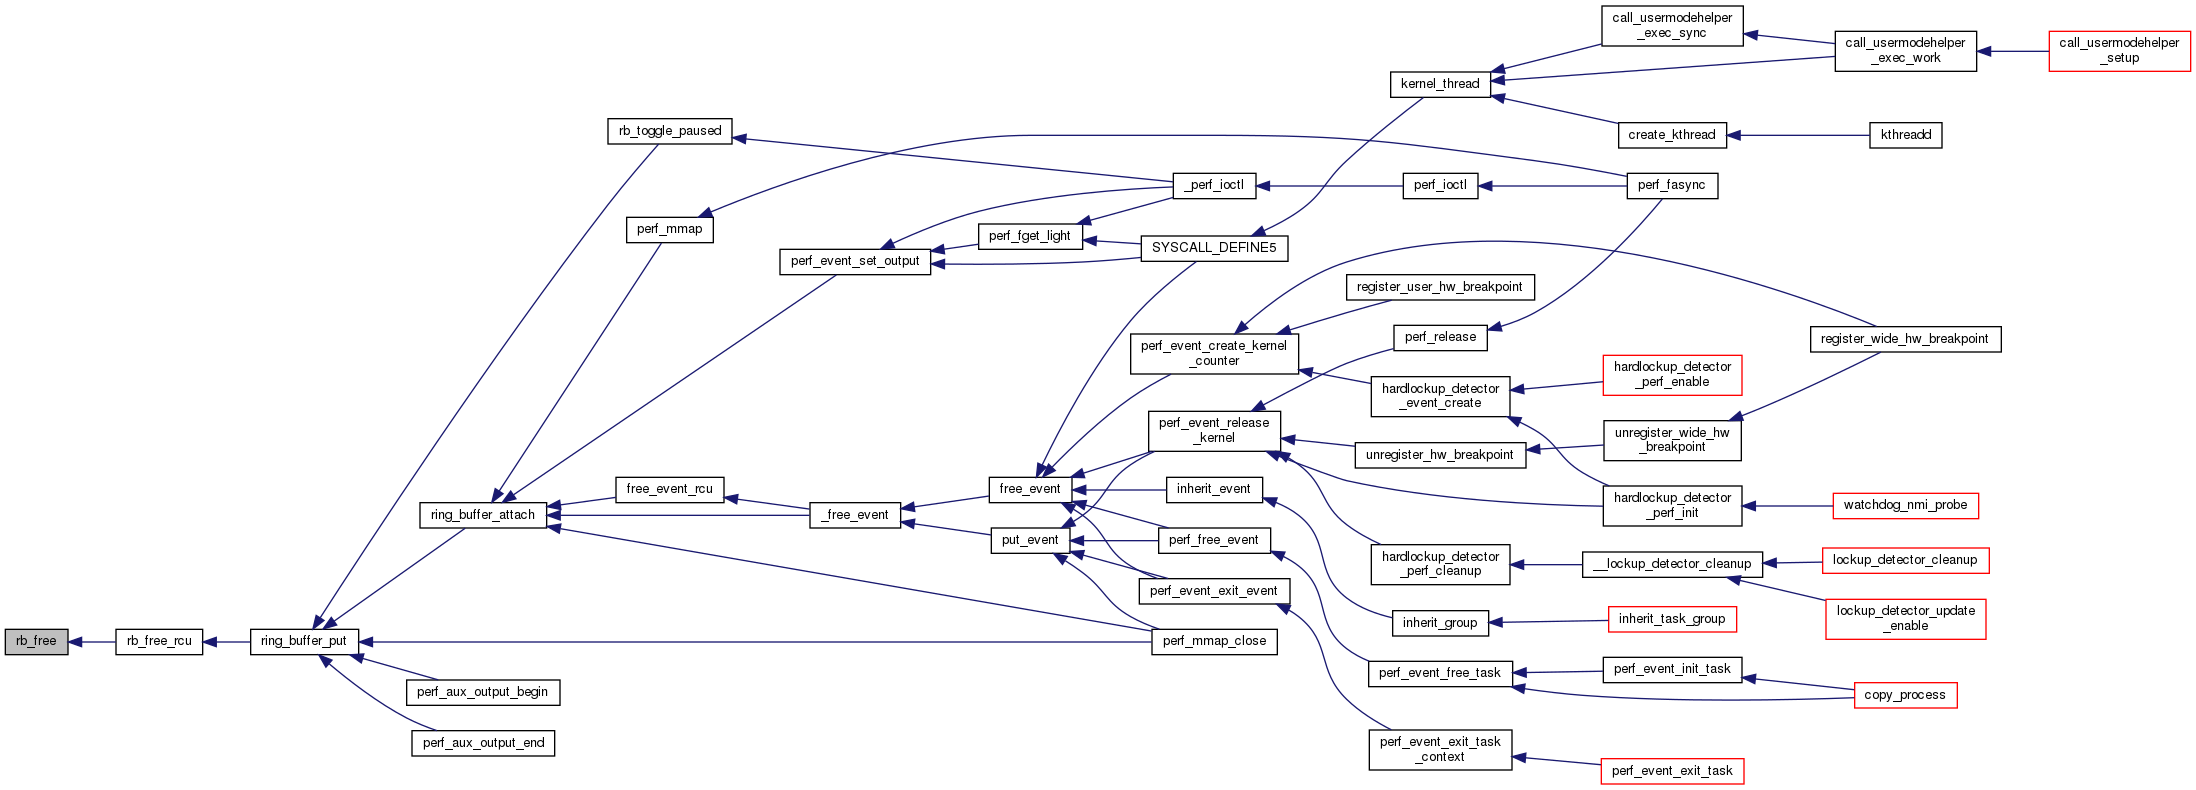 call_usermodehelper
_exec_sync
call_usermodehelper
_exec_work
call_usermodehelper
_setup
kernel_thread
rb_toggle_paused
create_kthread
kthreadd
_perf_ioctl
perf_ioctl
perf_fasync
perf_mmap
perf_fget_light
SYSCALL_DEFINE5
perf_event_set_output
register_user_hw_breakpoint
perf_event_create_kernel
_counter
perf_release
register_wide_hw_breakpoint
hardlockup_detector
_perf_enable
hardlockup_detector
_event_create
perf_event_release
_kernel
unregister_hw_breakpoint
unregister_wide_hw
_breakpoint
free_event_rcu
free_event
inherit_event
ring_buffer_attach
_free_event
hardlockup_detector
_perf_init
watchdog_nmi_probe
put_event
perf_free_event
hardlockup_detector
_perf_cleanup
__lockup_detector_cleanup
lockup_detector_cleanup
perf_event_exit_event
lockup_detector_update
_enable
inherit_group
inherit_task_group
rb_free
rb_free_rcu
ring_buffer_put
perf_mmap_close
perf_event_free_task
perf_event_init_task
copy_process
perf_aux_output_begin
perf_aux_output_end
perf_event_exit_task
_context
perf_event_exit_task